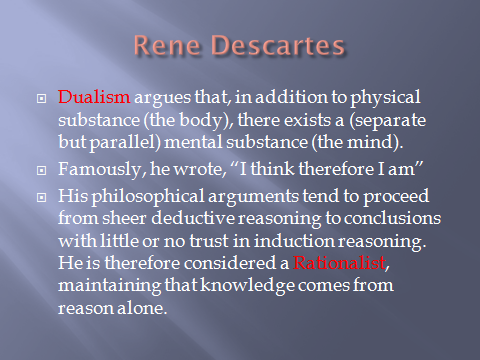 Rene Descartes
Dualism argues that, in addition to physical
substance (the body), there exists a (separate
but parallel) mental substance (the mind).
Famously, he wrote, “I think therefore I am”
His philosophical arguments tend to proceed
from sheer deductive reasoning to conclusions
with little or no trust in induction reasoning.
He is therefore considered a Rationalist,
maintaining that knowledge comes from
reason alone.